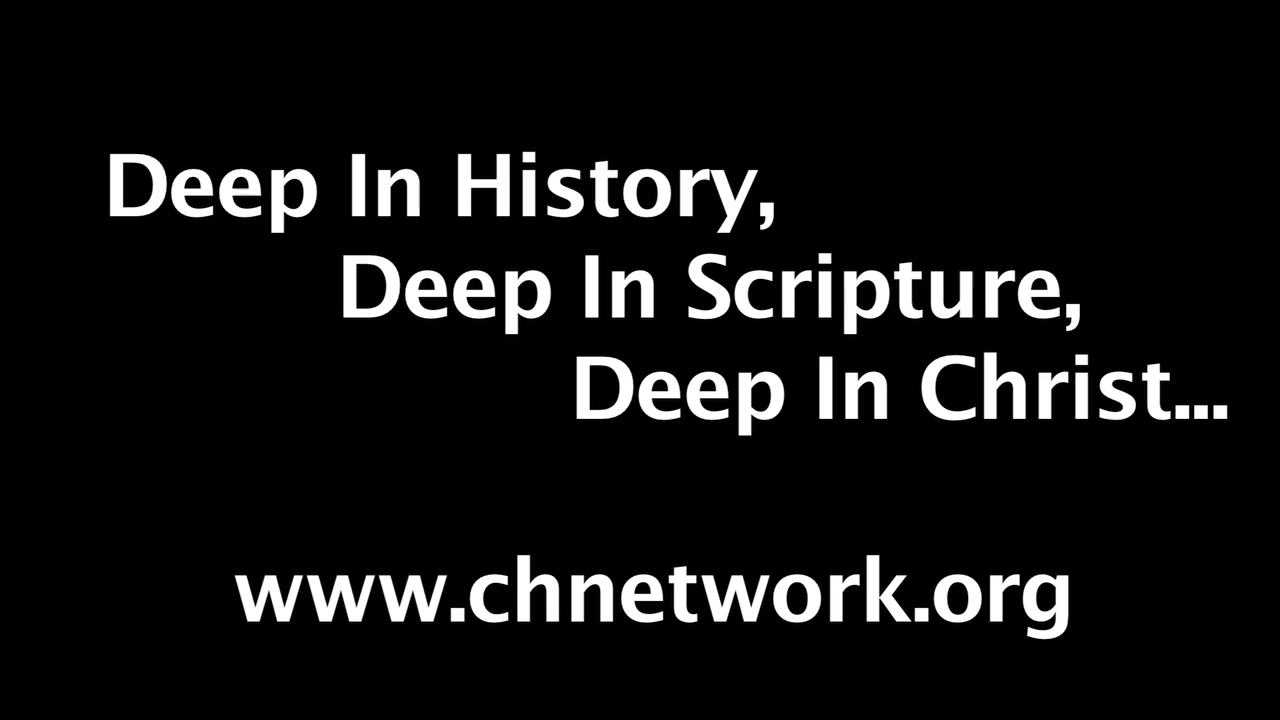 Deep In History,
Deep In Scripture,
Deep In Christ...
www.chnetwork.org